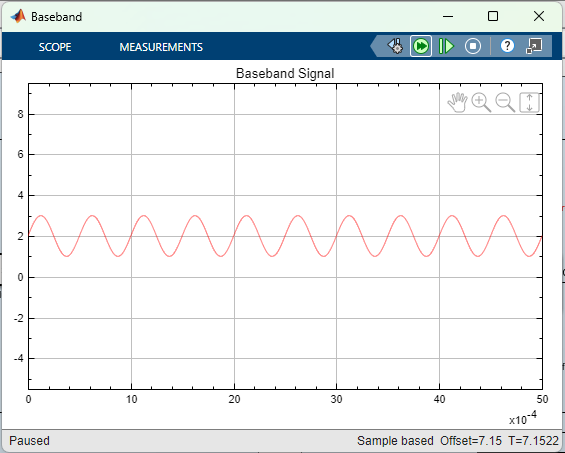 Baseband
SCOPE MEASUREMENTS
?
Baseband Signal
8
6
4
2
0
-2
-4
0 10 20 30 40 50
x10⁻⁴
Paused Sample based Offset=7.15 T=7.1522